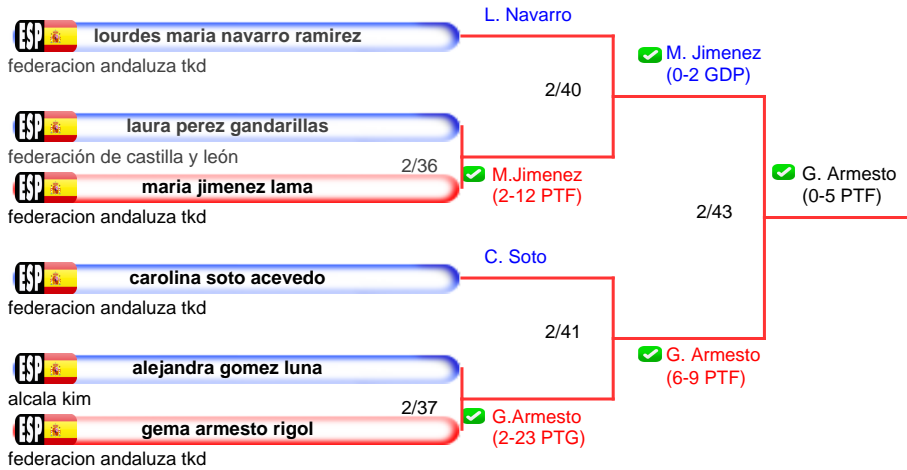 L. Navarro
ESP lourdes maria navarro ramirez
federacion andaluza tkd
M. Jimenez
(0-2 GDP)
2/40
ESP laura perez gandarillas
federación de castilla y león
2/36
M.Jimenez
(2-12 PTF)
ESP maria jimenez lama
federacion andaluza tkd
G. Armesto
(0-5 PTF)
2/43
C. Soto
ESP carolina soto acevedo
federacion andaluza tkd
2/41
G. Armesto
(6-9 PTF)
ESP alejandra gomez luna
alcala kim
2/37
G.Armesto
(2-23 PTG)
ESP gema armesto rigol
federacion andaluza tkd